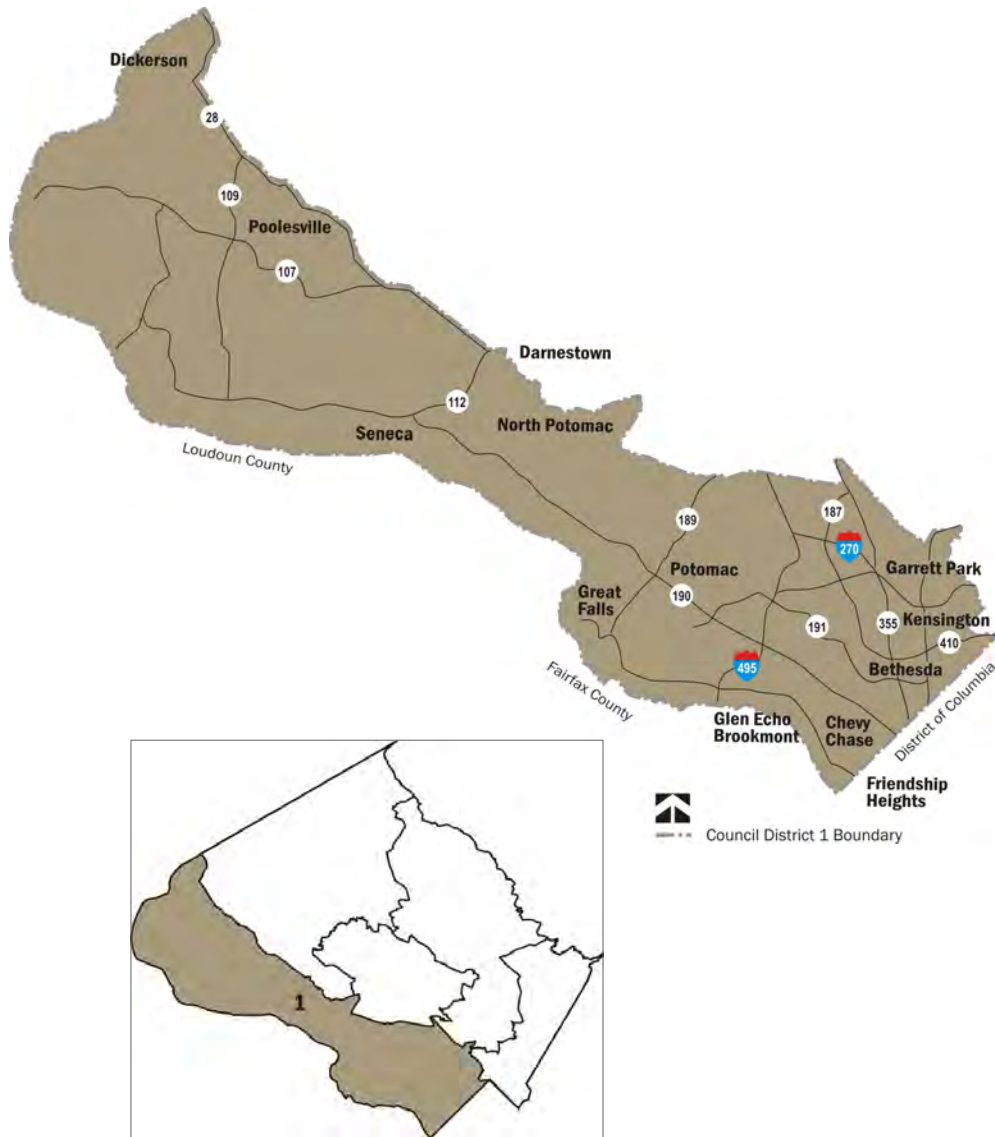 Dickerson
28
109
Poolesville
107
Darnestown
112
North Potomac
Seneca
Loudoun County
189
187
270
Potomac
Garrett Park
Great
Falls
190
191
355
Kensington
410
Bethesda
495
Fairfax County
District of Columbia
Glen Echo
Brookmont
Chevy
Chase
Friendship
Heights
Council District 1 Boundary
1